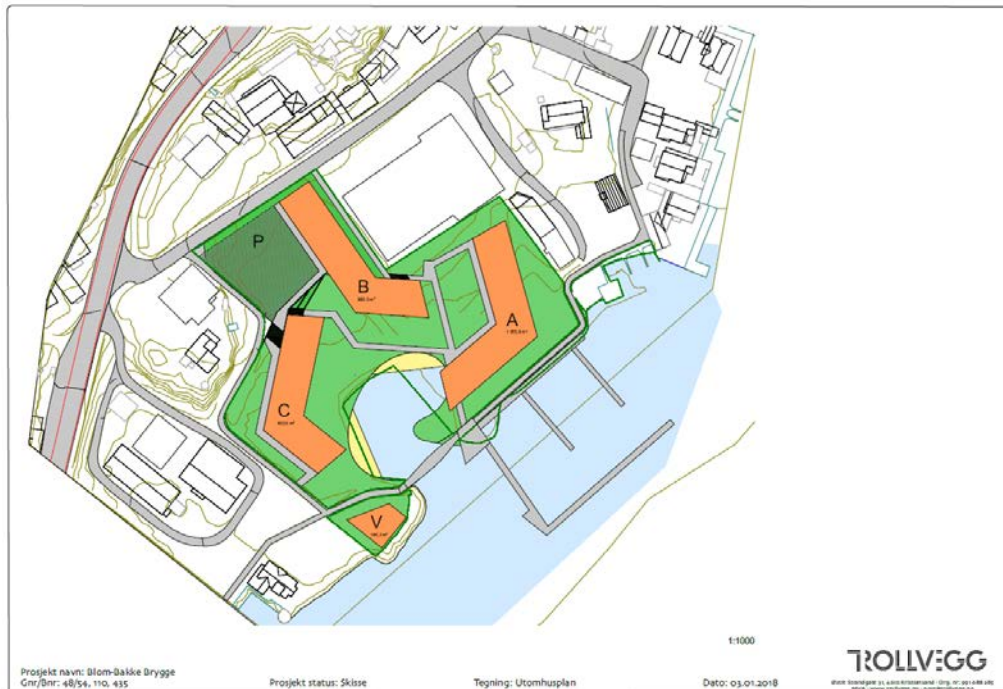 P
B
A
C
V
1:1000
TROLLVEGG
Prosjekt navn: Blom-Bakke Brygge
Gnr/Bnr: 48/54, 110, 435
Prosjekt status: Skisse
Tegning: Utomhusplan
Dato: 03.01.2018